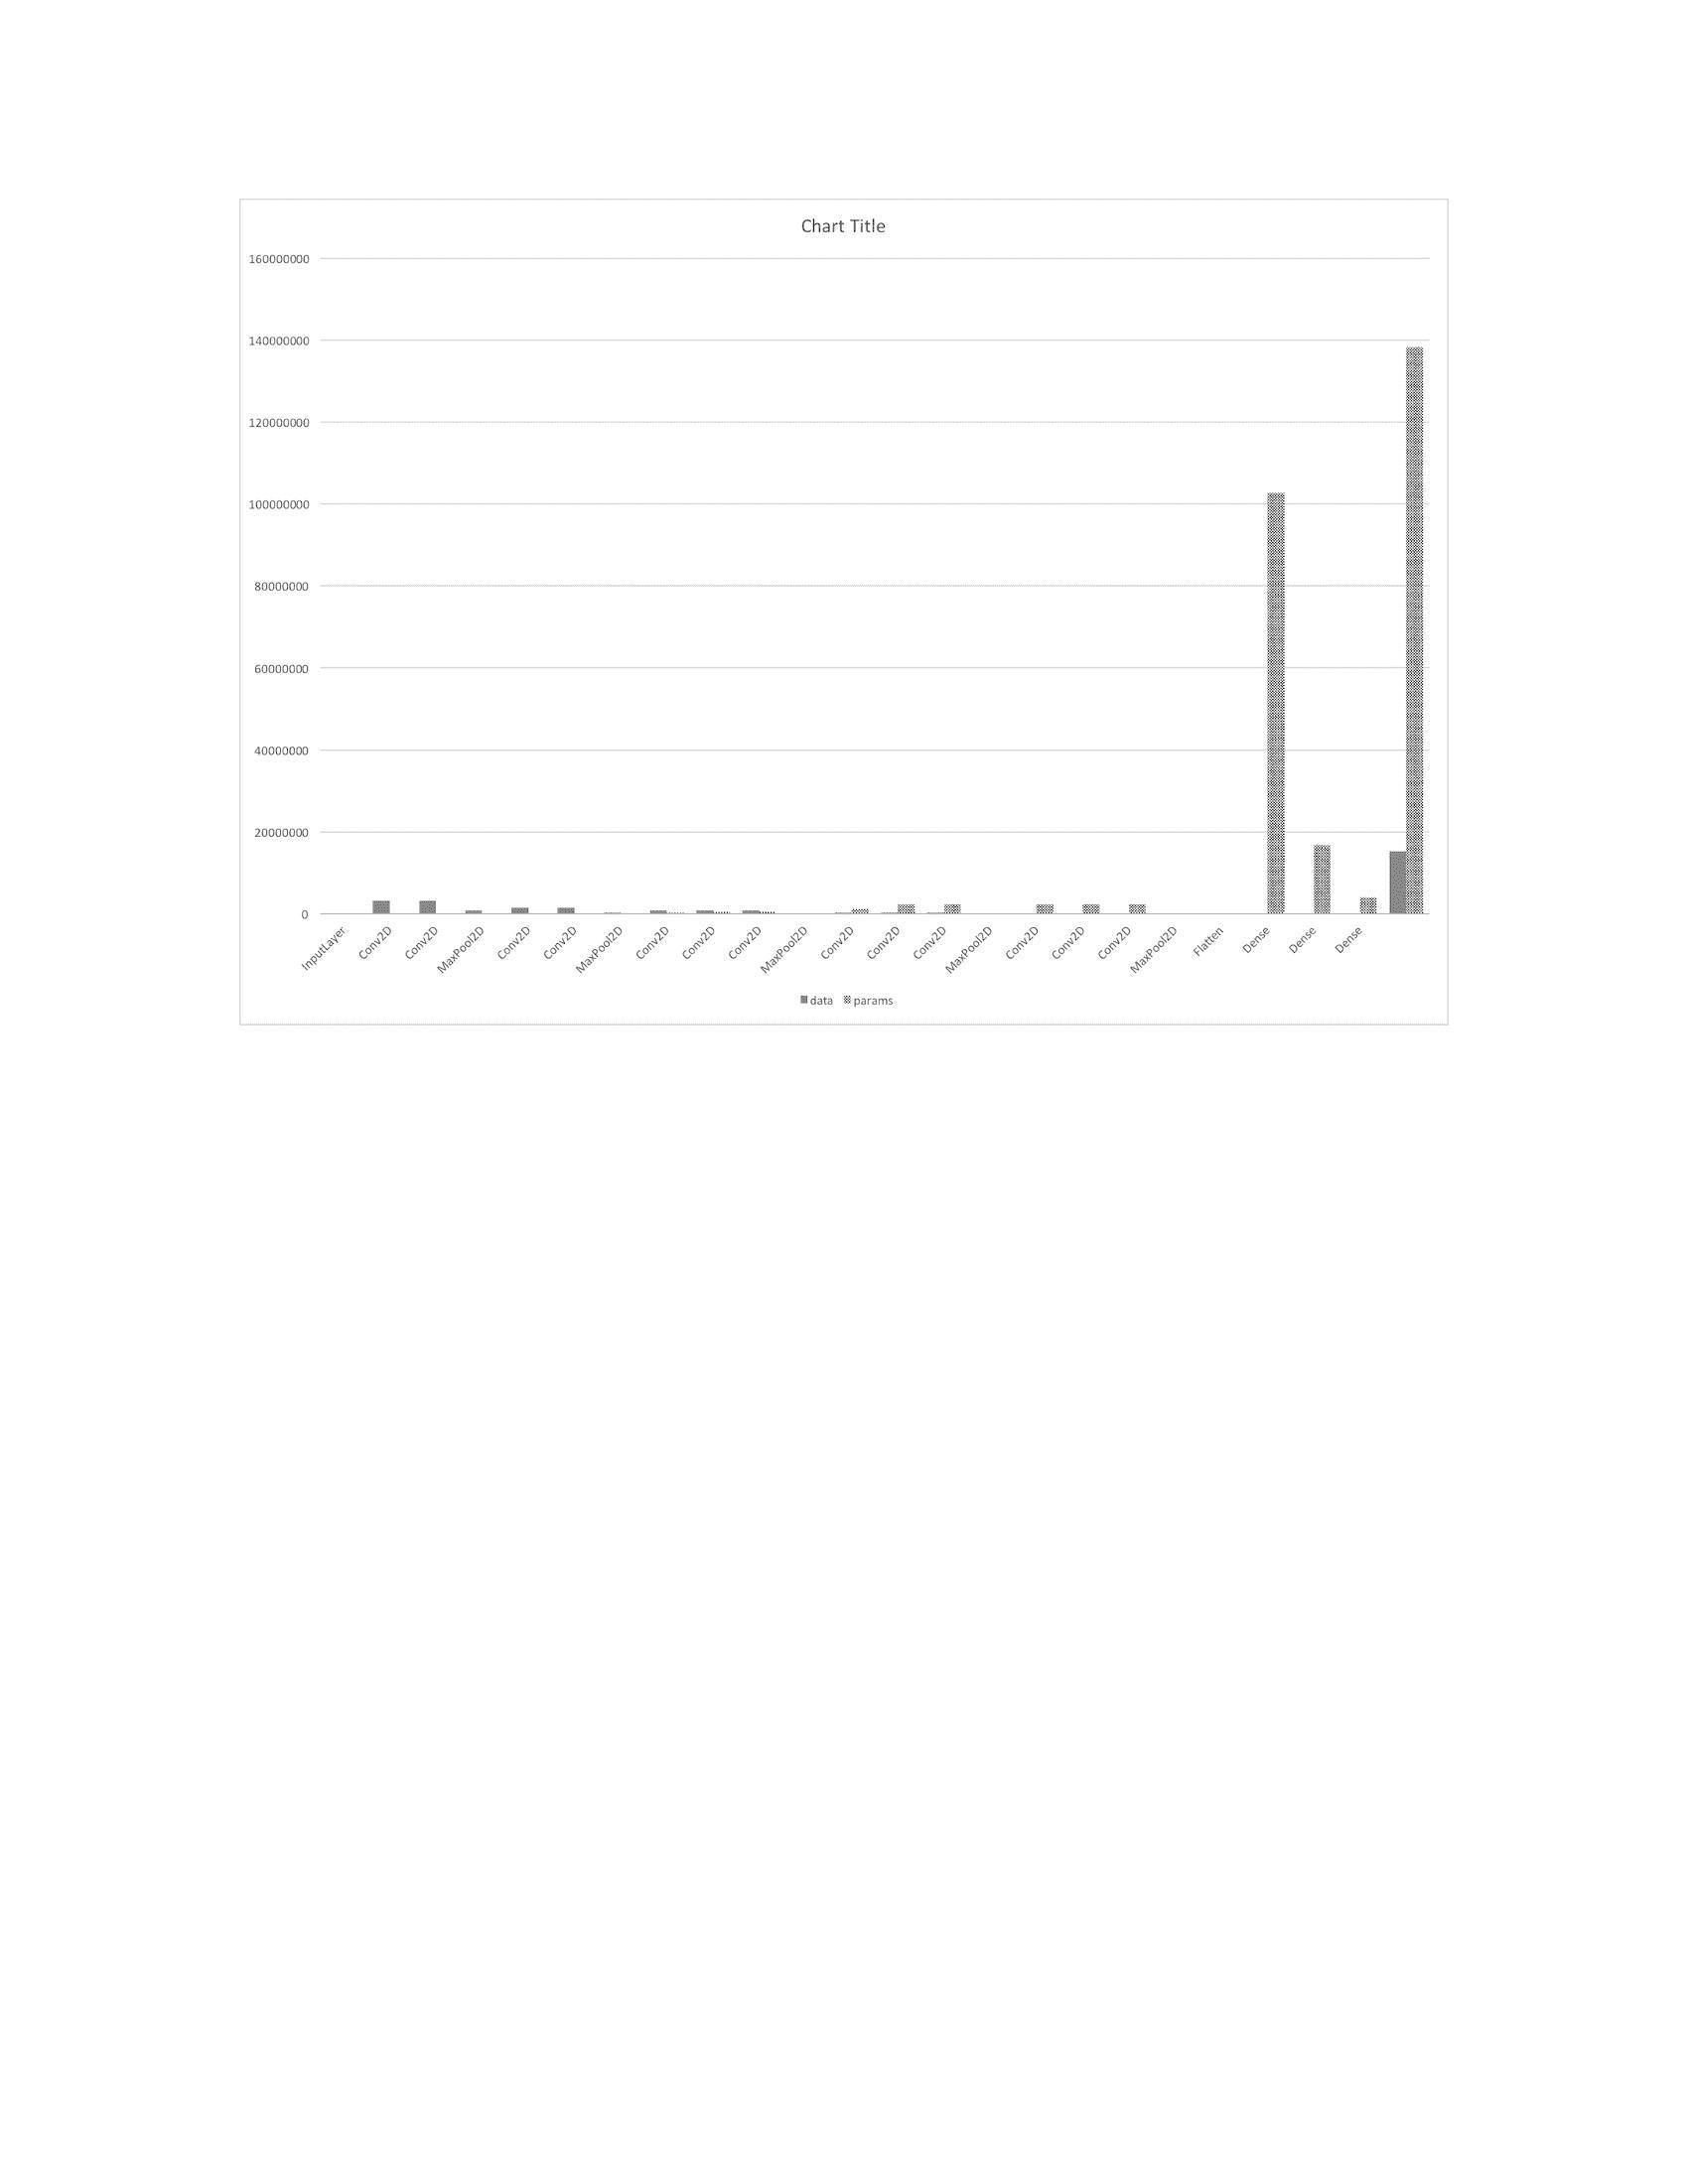 Chart Title
160000000
140000000
120000000
100000000
80000000
60000000
40000000
20000000
0
InputLayer
Conv2D
Conv2D
MaxPool2D
Conv2D
Conv2D
MaxPool2D
Conv2D
Conv2D
Conv2D
MaxPool2D
Conv2D
Conv2D
Conv2D
MaxPool2D
Conv2D
Conv2D
Conv2D
MaxPool2D
Flatten
Dense
Dense
Dense
data params